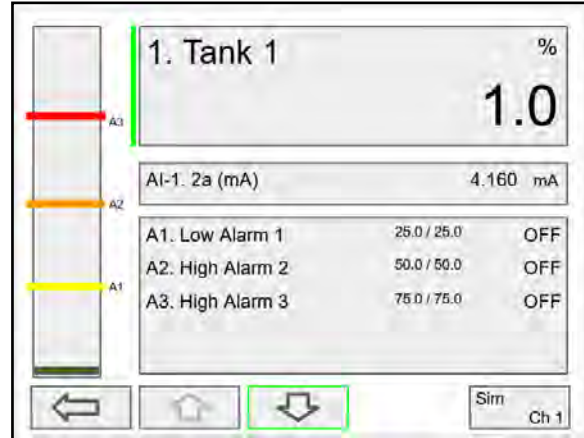 1. Tank 1 %
1.0
A3
AI-1. 2a (mA) 4.160 mA
A2
A1. Low Alarm 1 25.0 / 25.0 OFF
A2. High Alarm 2 50.0 / 50.0 OFF
A1
A3. High Alarm 3 75.0 / 75.0 OFF
Sim
Ch 1